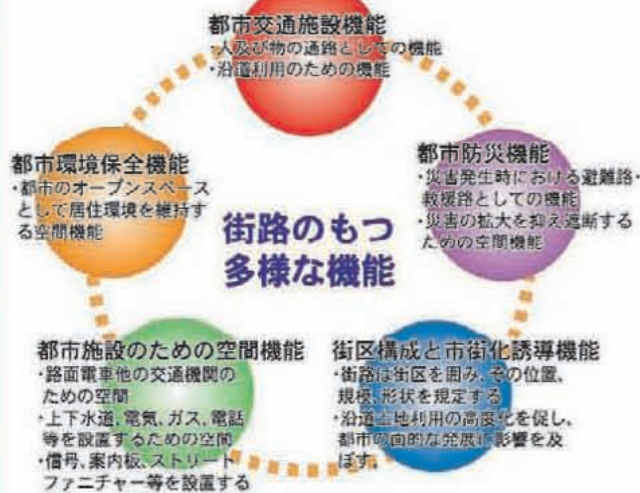 都市交通施設機能
・人及び物の通路としての機能
・沿道利用のための機能
都市環境保全機能
・都市のオープンスペース
として居住環境を維持す
る空間機能
都市防災機能
・災害発生時における避難路・
救援路としての機能
・災害の拡大を抑え遮断する
ための空間機能
街路のもつ
多様な機能
都市施設のための空間機能
・路面電車他の交通機関の
ための空間
・上下水道、電気、ガス、電話
等を設置するための空間
・信号、案内板、ストリート
ファニチャー等を設置する
街区構成と市街化誘導機能
・街路は街区を囲み、その位置、
規模、形状を規定する
・沿道土地利用の高度化を促し、
都市の面的な発展に影響を及
ぼす。